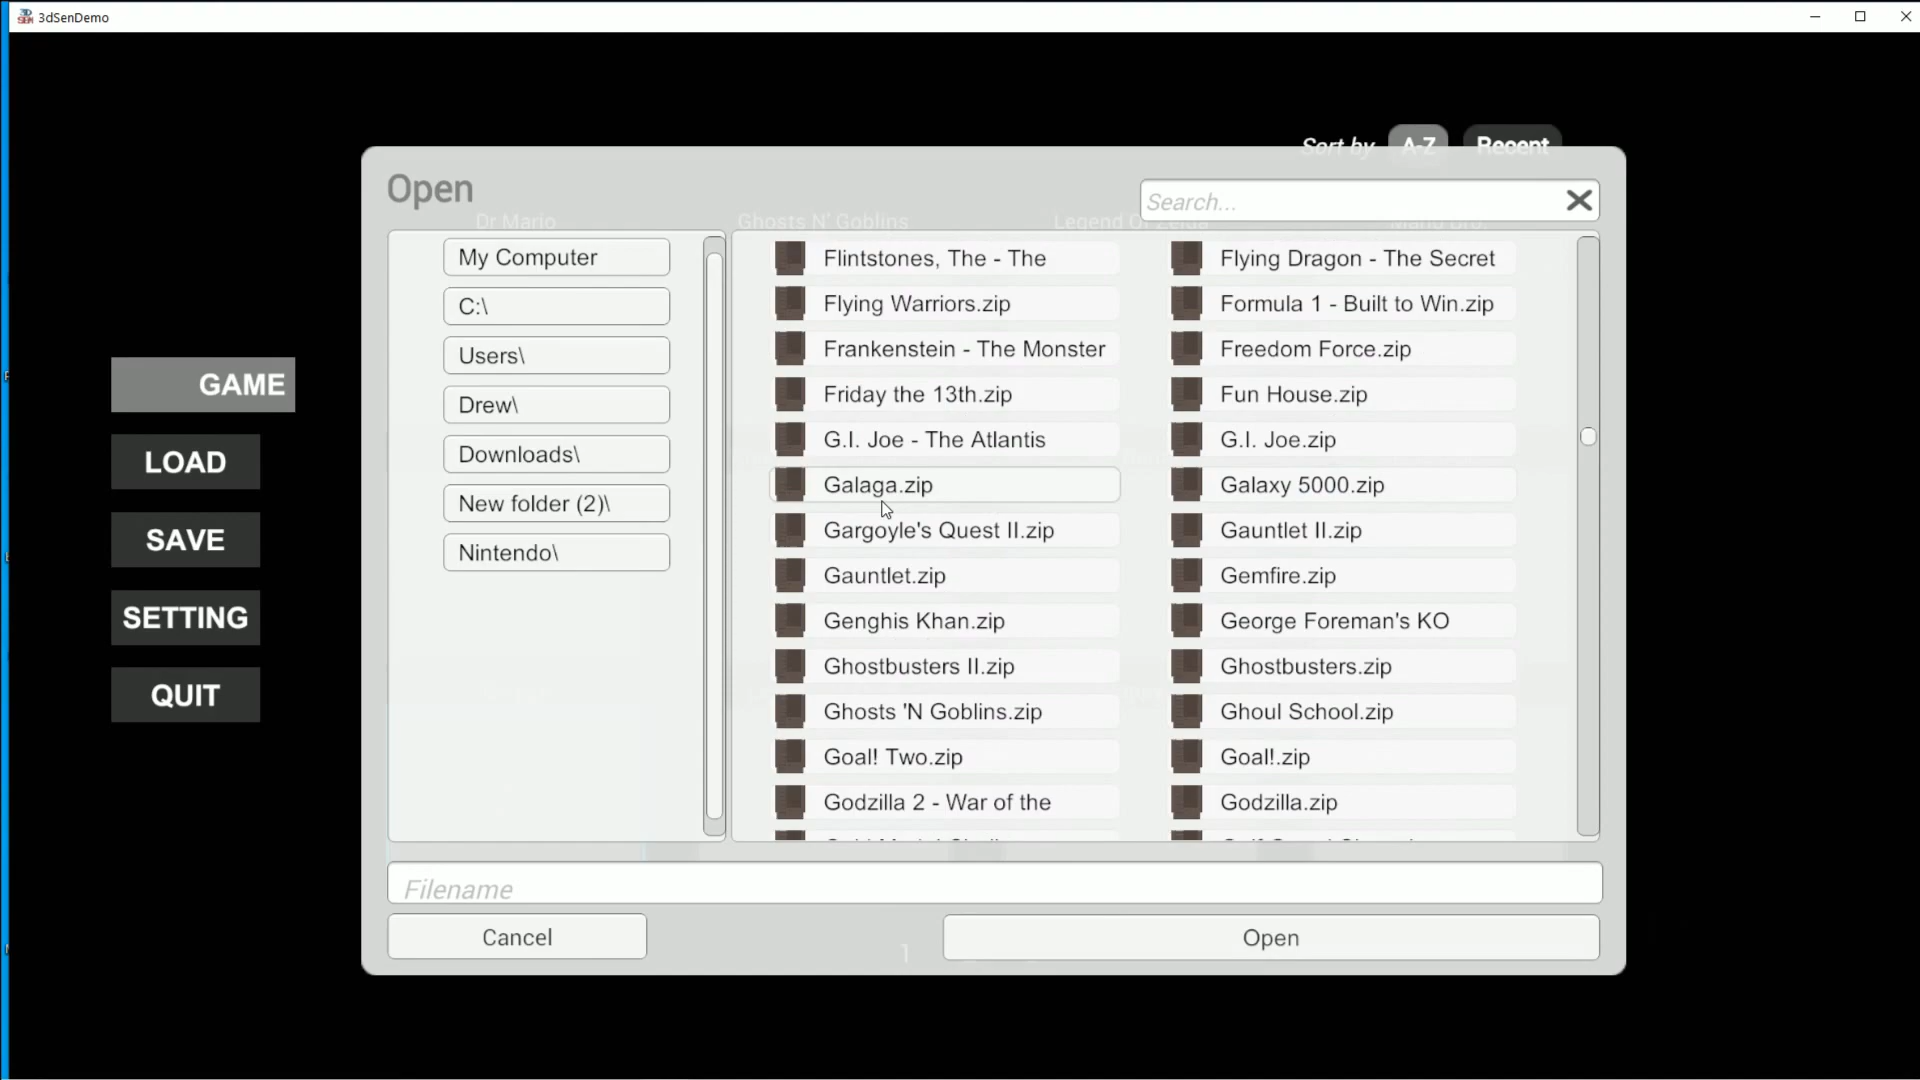 3dSenDemo
Sort by A-Z Recent
Open
Search...
Dr Mario Ghosts N' Goblins Legend Of Zelda Mario Bro.
My Computer
C:\
Users\
Drew\
Downloads\
New folder (2)\
Nintendo\
Flintstones, The - The
Flying Dragon - The Secret
Flying Warriors.zip
Formula 1 - Built to Win.zip
Frankenstein - The Monster
Freedom Force.zip
Friday the 13th.zip
Fun House.zip
G.I. Joe - The Atlantis
G.I. Joe.zip
Galaga.zip
Galaxy 5000.zip
Gargoyle's Quest II.zip
Gauntlet II.zip
Gauntlet.zip
Gemfire.zip
Genghis Khan.zip
George Foreman's KO
Ghostbusters II.zip
Ghostbusters.zip
Ghosts 'N Goblins.zip
Ghoul School.zip
Goal! Two.zip
Goal!.zip
Godzilla 2 - War of the
Godzilla.zip
GAME
LOAD
SAVE
SETTING
QUIT
Filename
Cancel
1
Open